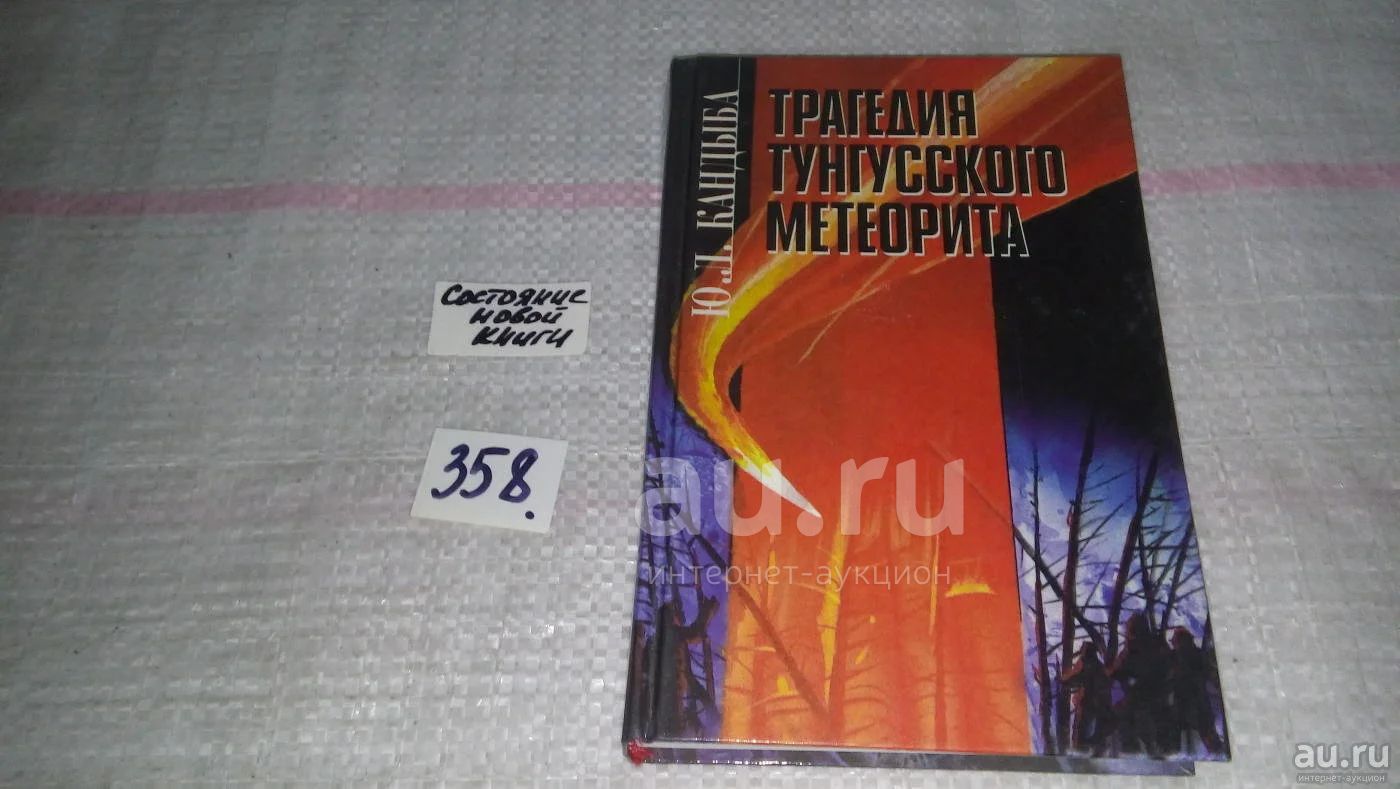 Ю.Л. КАНДЫБА
ТРАГЕДИЯ
ТУНГУССКОГО
МЕТЕОРИТА
Состояние
новой
книги
358.
au.ru
интернет-аукцион
au.ru
интернет-аукцион